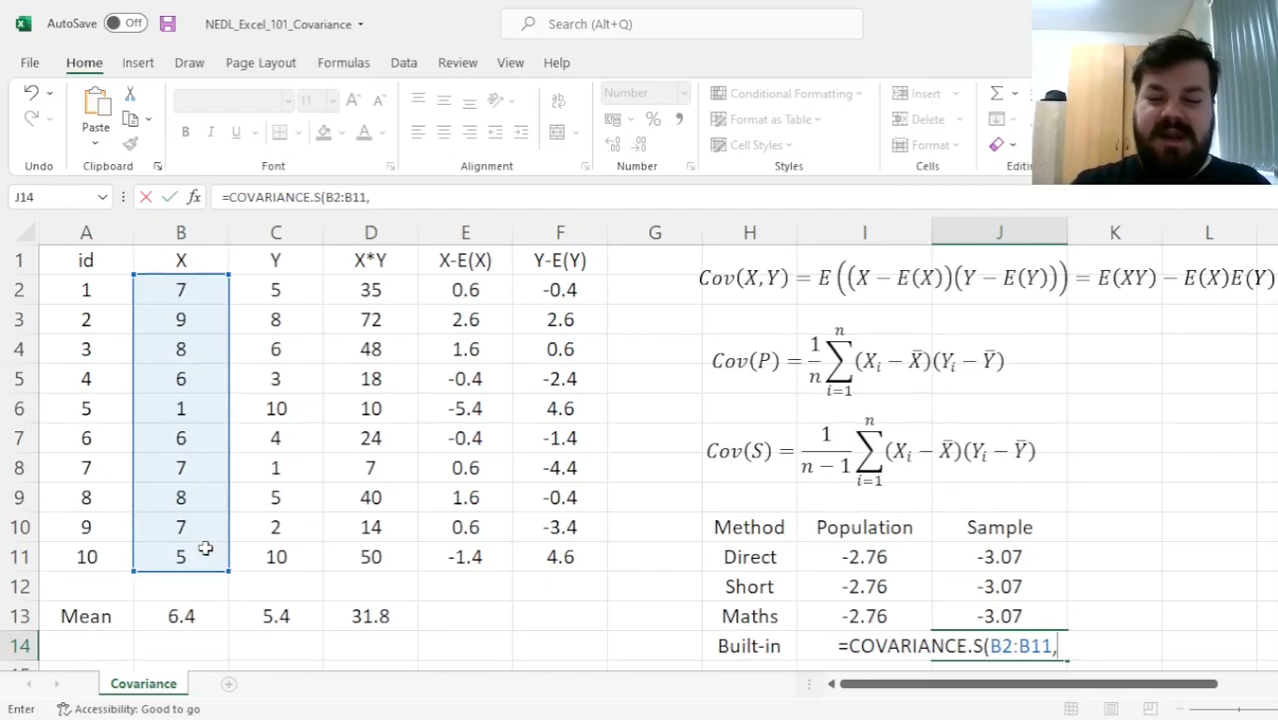 AutoSave Off NEDL_Excel_101_Covariance Search (Alt+Q)
File Home Insert Draw Page Layout Formulas Data Review View Help
11 Number Conditional Formatting Insert
Paste B I U A % Format as Table Delete
Cell Styles Format
Undo Clipboard Font Alignment Number Styles Cells Editin
J14 fx =COVARIANCE.S(B2:B11,
A B C D E F G H I J K L
1 id X Y X*Y X-E(X) Y-E(Y)
2 1 7 5 35 0.6 -0.4
3 2 9 8 72 2.6 2.6
4 3 8 6 48 1.6 0.6
5 4 6 3 18 -0.4 -2.4
6 5 1 10 10 -5.4 4.6
7 6 6 4 24 -0.4 -1.4
8 7 7 1 7 0.6 -4.4
9 8 8 5 40 1.6 -0.4
10 9 7 2 14 0.6 -3.4
11 10 5 10 50 -1.4 4.6
12
13 Mean 6.4 5.4 31.8
14
Cov(X, Y) = E((X − E(X))(Y − E(Y))) = E(XY) − E(X)E(Y)
Cov(P) = 1/n ∑ i=1 n (Xᵢ − X̄)(Yᵢ − Ȳ)
Cov(S) = 1/(n − 1) ∑ i=1 n (Xᵢ − X̄)(Yᵢ − Ȳ)
Method Population Sample
Direct -2.76 -3.07
Short -2.76 -3.07
Maths -2.76 -3.07
Built-in =COVARIANCE.S(B2:B11,
Covariance
Enter Accessibility: Good to go